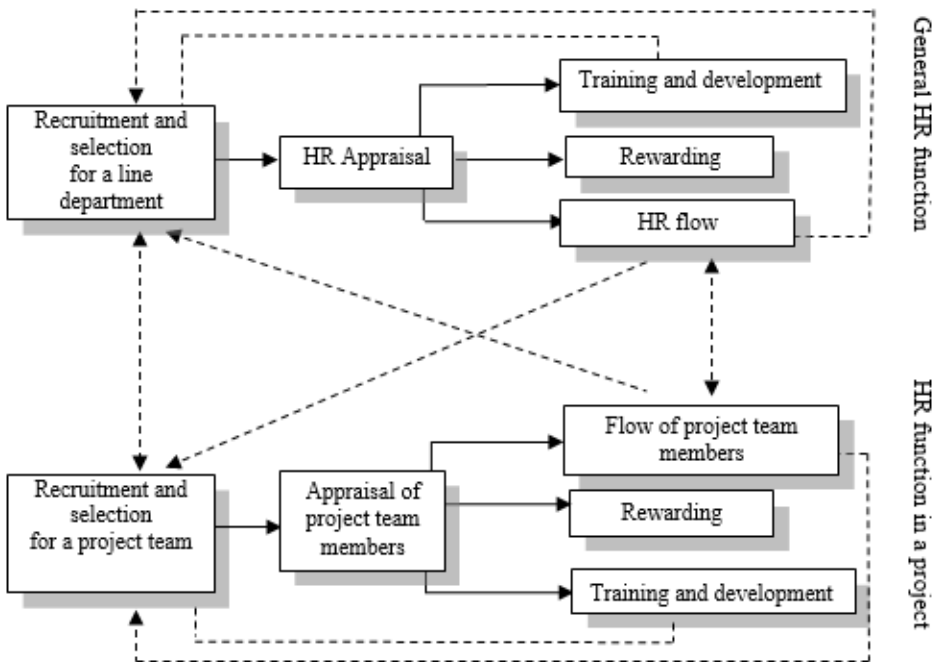 Training and development
Recruitment and
selection
for a line
department
HR Appraisal
Rewarding
HR flow
General HR function
Flow of project team
members
Recruitment and
selection
for a project team
Appraisal of
project team
members
Rewarding
Training and development
HR function in a project